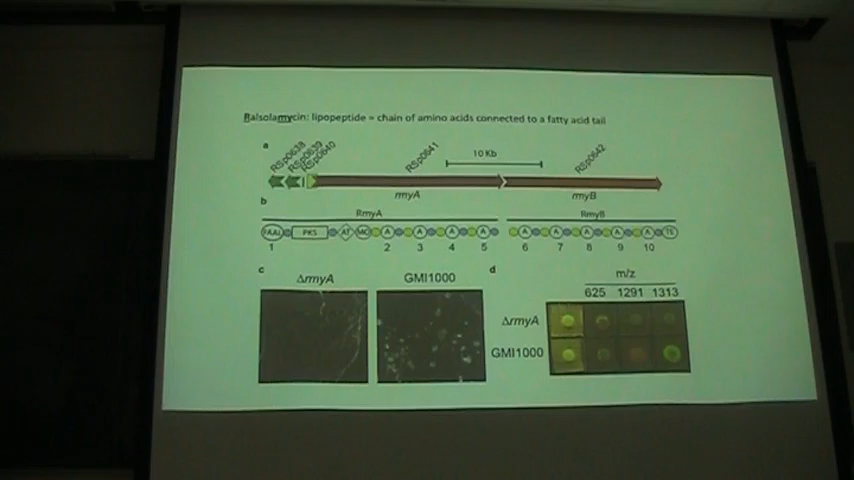 Ralsolamycin: lipopeptide = chain of amino acids connected to a fatty acid tail
a
RSp0638 RSp0639 RSp0640 RSp0641 10 Kb RSp0642
rmyA rmyB
b
RmyA RmyB
FAAL PKS AT A A A A A A A A A TE
1 2 3 4 5 6 7 8 9 10
c ΔrmyA GMI1000 d m/z
625 1291 1313
ΔrmyA
GMI1000